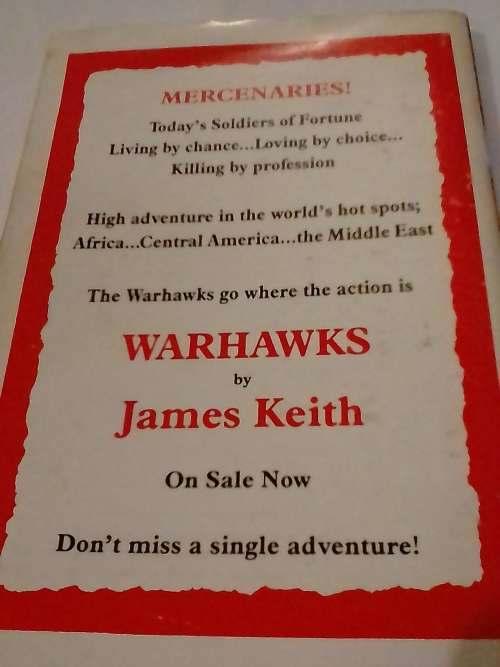 MERCENARIES!
Today's Soldiers of Fortune
Living by chance...Loving by choice...
Killing by profession
High adventure in the world's hot spots;
Africa...Central America...the Middle East
The Warhawks go where the action is
WARHAWKS
by
James Keith
On Sale Now
Don't miss a single adventure!